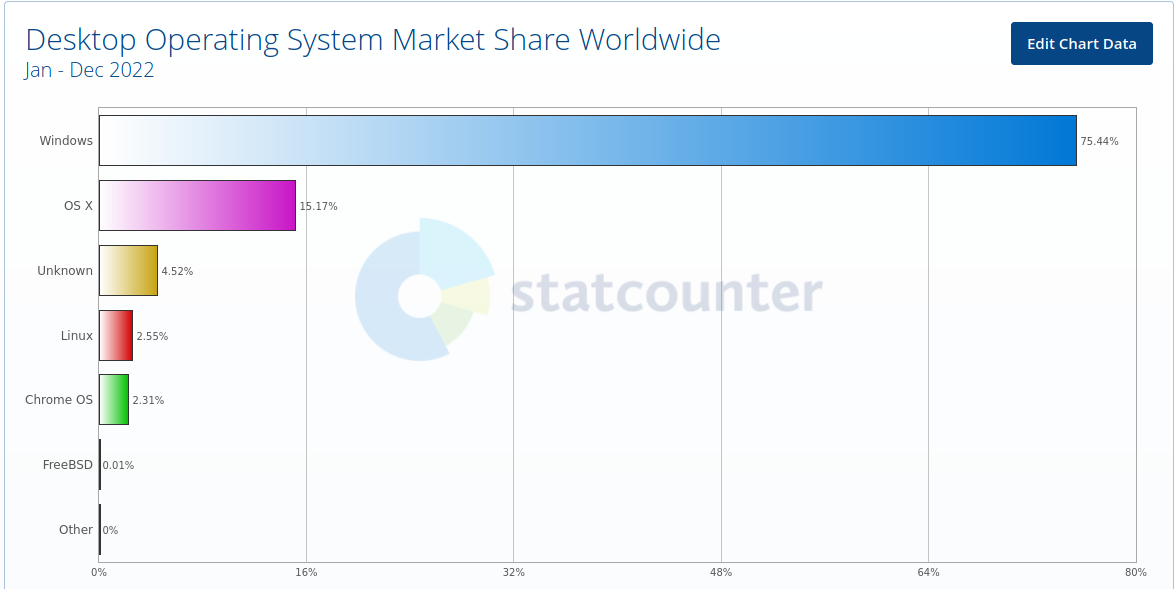 Desktop Operating System Market Share Worldwide
Jan - Dec 2022
Edit Chart Data
Windows 75.44%
OS X 15.17%
Unknown 4.52%
statcounter
Linux 2.55%
Chrome OS 2.31%
FreeBSD 0.01%
Other 0%
0% 16% 32% 48% 64% 80%